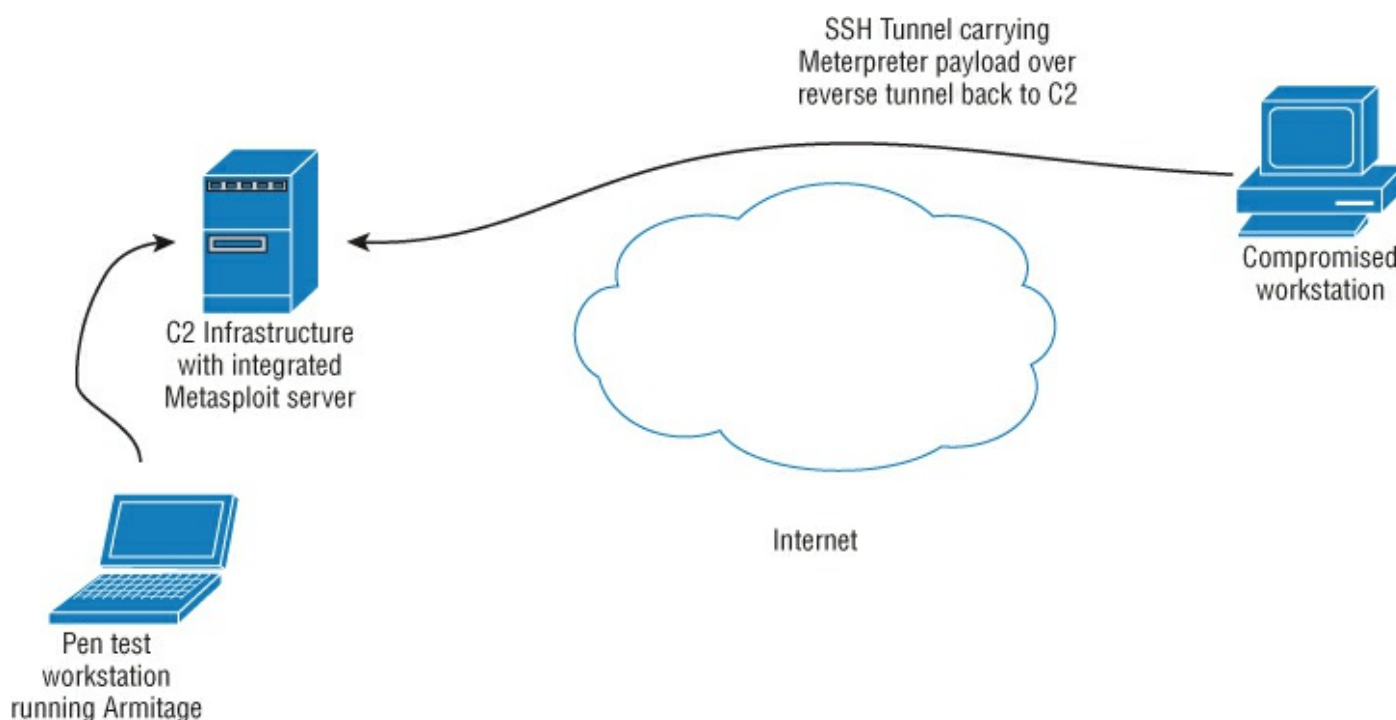 SSH Tunnel carrying
Meterpreter payload over
reverse tunnel back to C2
Compromised
workstation
C2 Infrastructure
with integrated
Metasploit server
Internet
Pen test
workstation
running Armitage